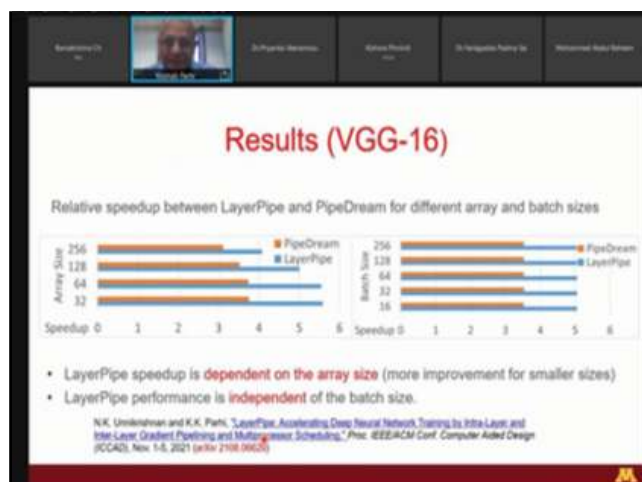 Results (VGG-16)
Relative speedup between LayerPipe and PipeDream for different array and batch sizes
Array Size
256
128
64
32
PipeDream
LayerPipe
Speedup 0 1 2 3 4 5 6
Batch Size
256
128
64
32
16
PipeDream
LayerPipe
Speedup 0 1 2 3 4 5 6
• LayerPipe speedup is dependent on the array size (more improvement for smaller sizes)
• LayerPipe performance is independent of the batch size.
N.K. Unnikrishnan and K.K. Parhi, "LayerPipe: Accelerating Deep Neural Network Training by Intra-Layer and
Inter-Layer Gradient Pipelining and Multiprocessor Scheduling," Proc. IEEE/ACM Conf. Computer Aided Design
(ICCAD), Nov. 1-5, 2021 (arXiv 2108.06629)
M